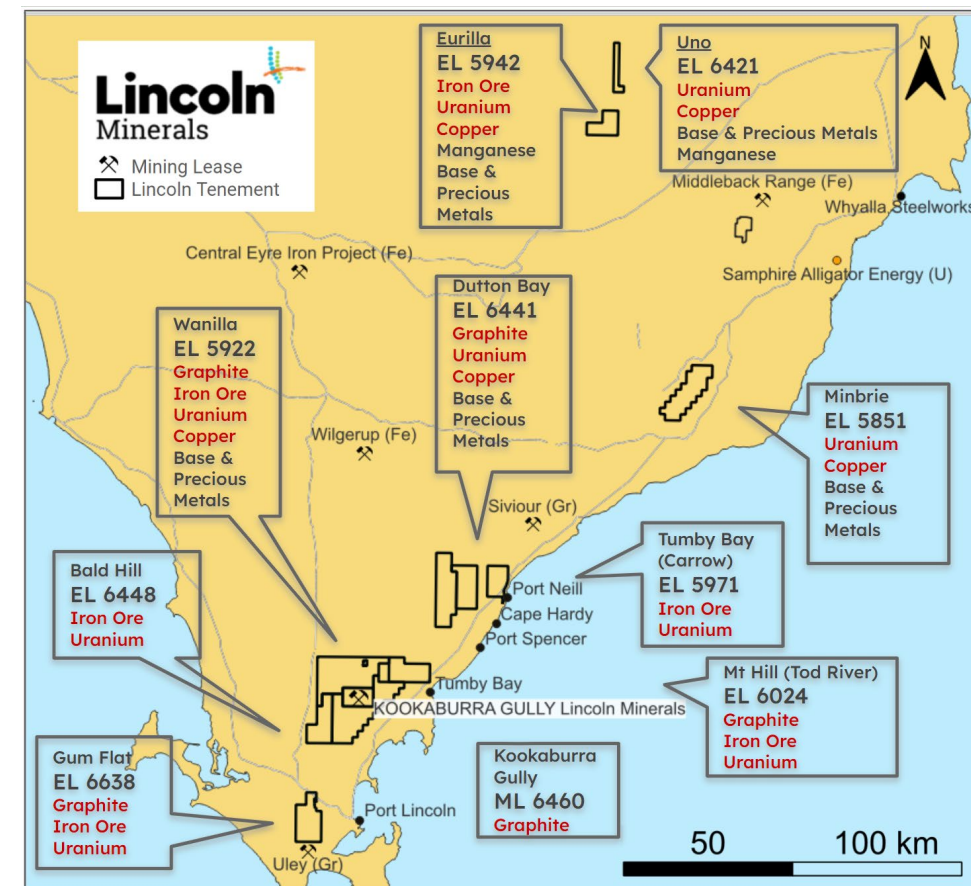 Lincoln
Minerals
Mining Lease
Lincoln Tenement
Eurilla
EL 5942
Iron Ore
Uranium
Copper
Manganese
Base &
Precious
Metals
Uno
EL 6421
Uranium
Copper
Base & Precious Metals
Manganese
N
Middleback Range (Fe)
Whyalla Steelworks
Central Eyre Iron Project (Fe)
Samphire Alligator Energy (U)
Dutton Bay
EL 6441
Graphite
Uranium
Copper
Base &
Precious
Metals
Wanilla
EL 5922
Graphite
Iron Ore
Uranium
Copper
Base &
Precious
Metals
Wilgerup (Fe)
Minbrie
EL 5851
Uranium
Copper
Base &
Precious
Metals
Siviour (Gr)
Tumby Bay
(Carrow)
EL 5971
Iron Ore
Uranium
Bald Hill
EL 6448
Iron Ore
Uranium
Port Neill
Cape Hardy
Port Spencer
Tumby Bay
KOOKABURRA GULLY Lincoln Minerals
Mt Hill (Tod River)
EL 6024
Graphite
Iron Ore
Uranium
Gum Flat
EL 6638
Graphite
Iron Ore
Uranium
Kookaburra
Gully
ML 6460
Graphite
Port Lincoln
Uley (Gr)
50 100 km